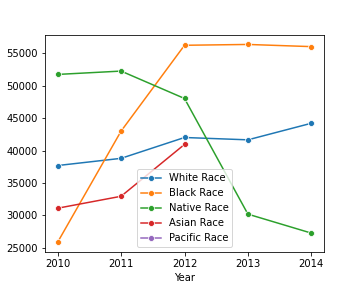 55000
50000
45000
40000
35000
30000
25000
White Race
Black Race
Native Race
Asian Race
Pacific Race
2010 2011 2012 2013 2014
Year